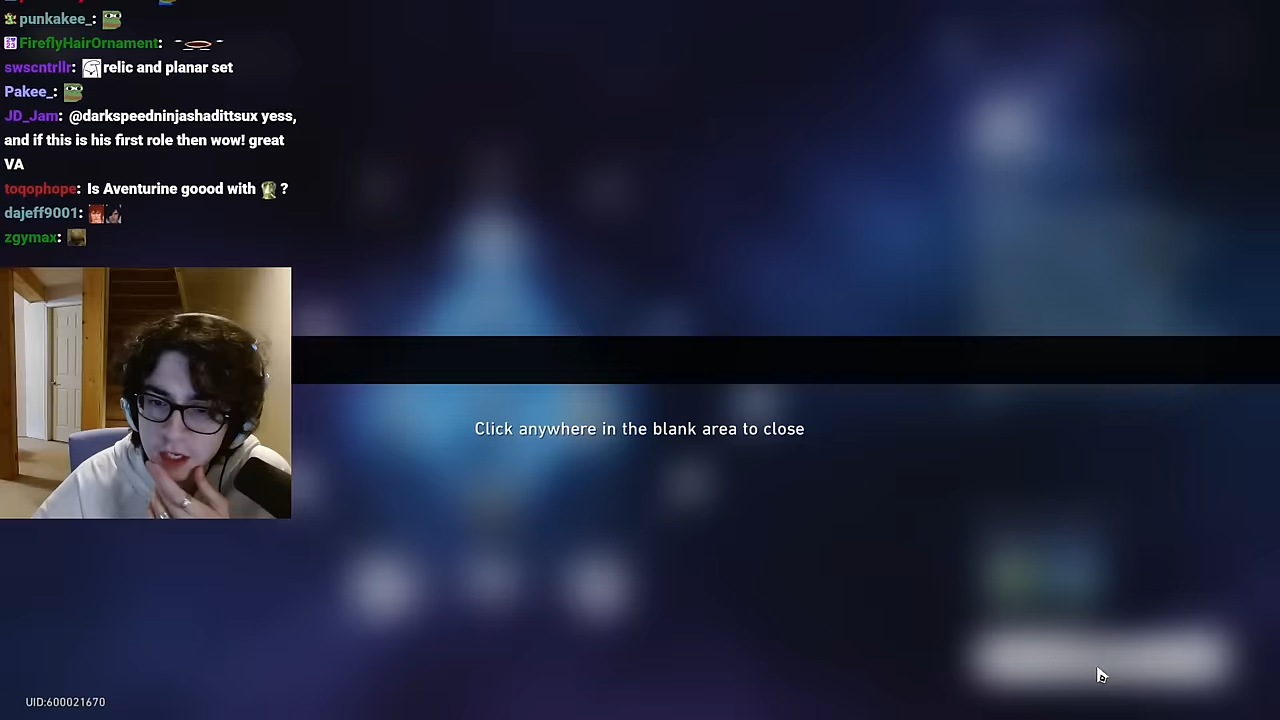 punkakee_:
FireflyHairOrnament:
swscntrllr: relic and planar set
Pakee_:
JD_Jam: @darkspeedninjashadittsux yess,
and if this is his first role then wow! great
VA
toqophope: Is Aventurine goood with ?
dajeff9001:
zgymax:
Click anywhere in the blank area to close
UID:600021670